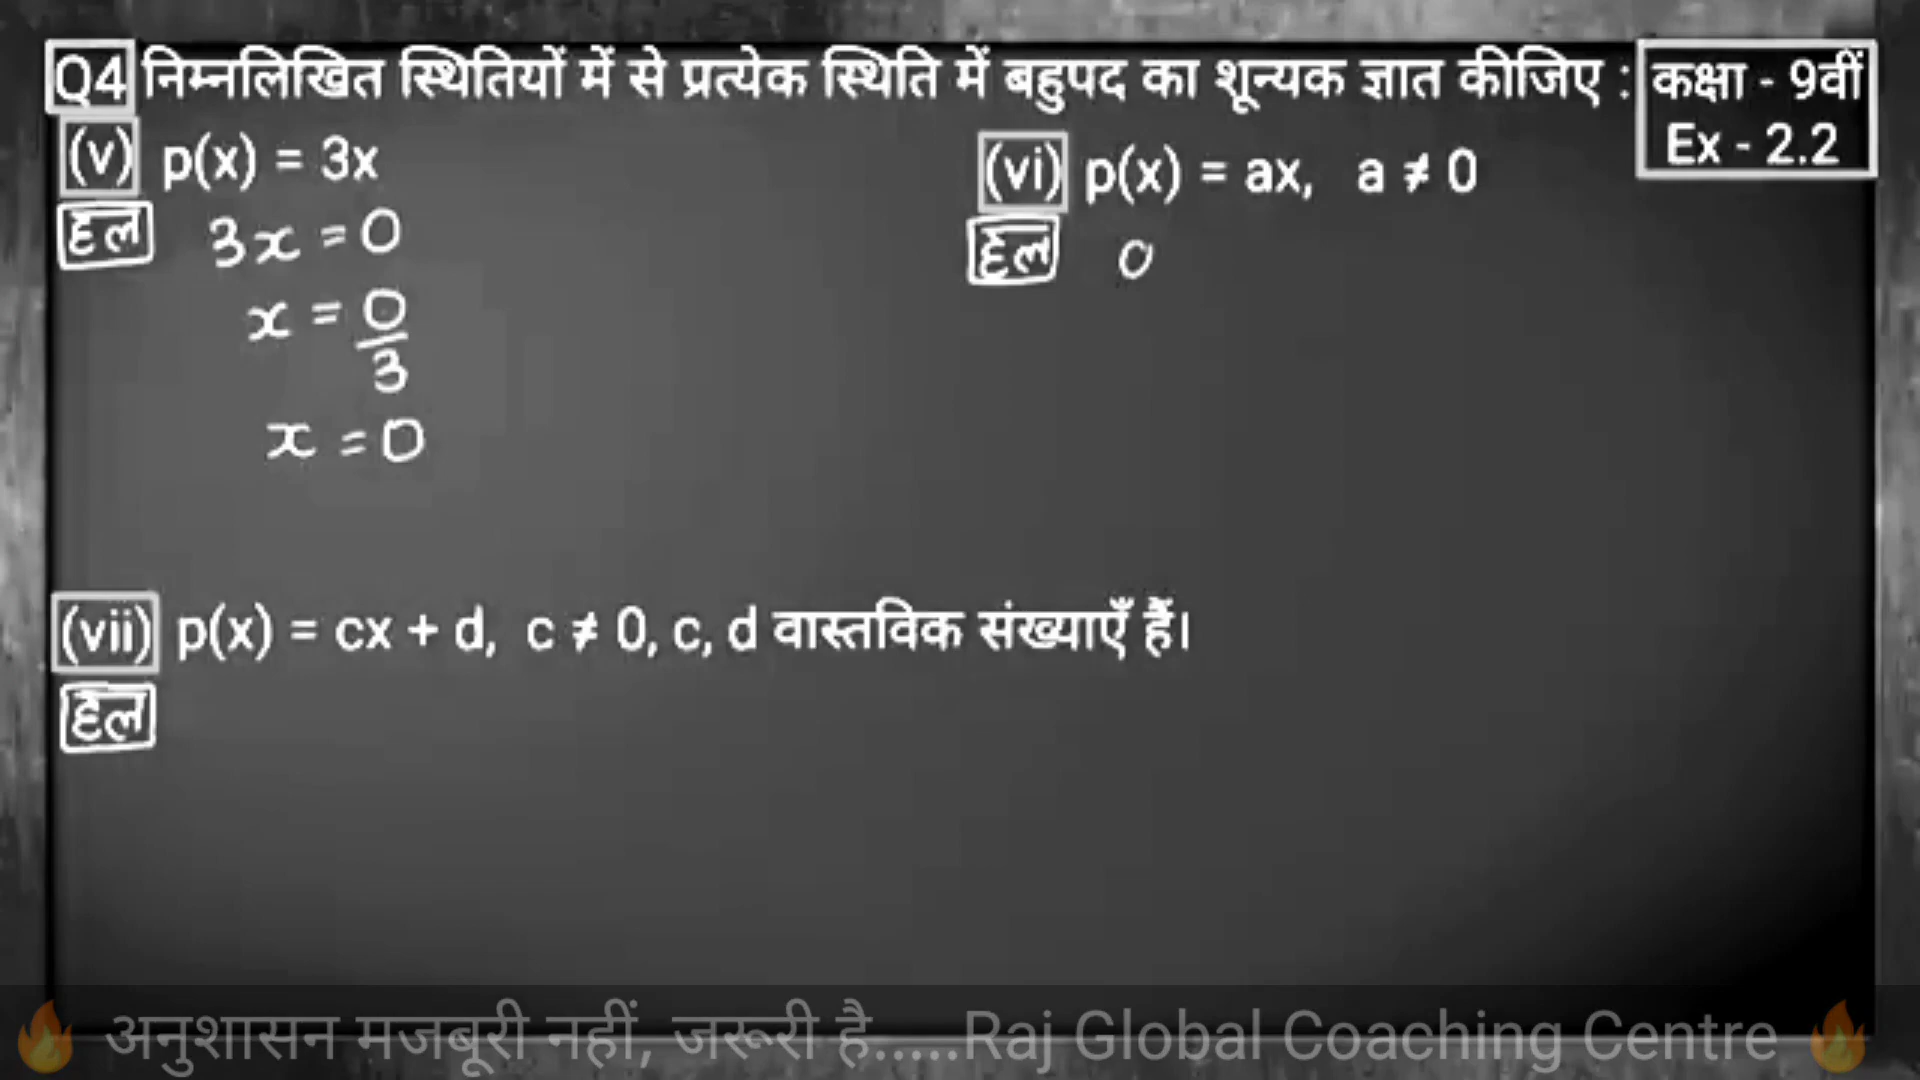 Q4 निम्नलिखित स्थितियों में से प्रत्येक स्थिति में बहुपद का शून्यक ज्ञात कीजिए :
कक्षा - 9वीं
Ex - 2.2
(v) p(x) = 3x
हल 3x = 0
x = 0/3
x = 0
(vi) p(x) = ax, a ≠ 0
हल 0
(vii) p(x) = cx + d, c ≠ 0, c, d वास्तविक संख्याएँ हैं।
हल
🔥 अनुशासन मजबूरी नहीं, जरूरी है.....Raj Global Coaching Centre 🔥